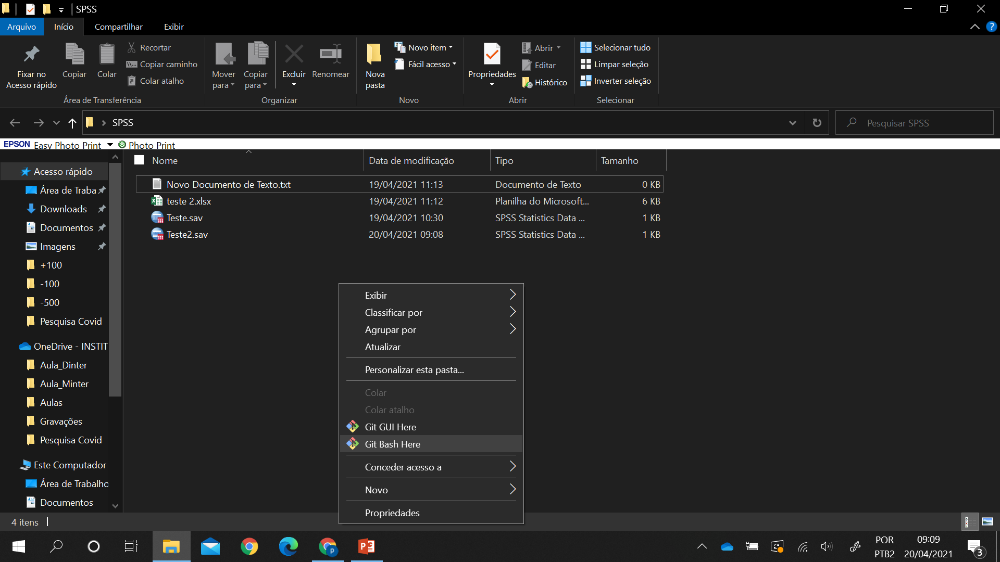 SPSS
Arquivo Início Compartilhar Exibir
Fixar no
Acesso rápido
Copiar
Colar
Recortar
Copiar caminho
Colar atalho
Área de Transferência
Mover
para
Copiar
para
Excluir
Renomear
Organizar
Nova
pasta
Novo item
Fácil acesso
Novo
Propriedades
Abrir
Editar
Histórico
Abrir
Selecionar tudo
Limpar seleção
Inverter seleção
Selecionar
SPSS
Pesquisar SPSS
EPSON Easy Photo Print Photo Print
Nome Data de modificação Tipo Tamanho
Novo Documento de Texto.txt 19/04/2021 11:13 Documento de Texto 0 KB
teste 2.xlsx 19/04/2021 11:12 Planilha do Microsoft... 6 KB
Teste.sav 19/04/2021 10:30 SPSS Statistics Data ... 1 KB
Teste2.sav 20/04/2021 09:08 SPSS Statistics Data ... 1 KB
Acesso rápido
Área de Traba
Downloads
Documentos
Imagens
+100
-100
-500
Pesquisa Covid
OneDrive - INSTIT
Aula_Dinter
Aula_Minter
Aulas
Gravações
Pesquisa Covid
Este Computador
Área de Trabalho
Documentos
Exibir
Classificar por
Agrupar por
Atualizar
Personalizar esta pasta...
Colar
Colar atalho
Git GUI Here
Git Bash Here
Conceder acesso a
Novo
Propriedades
4 itens
POR
PTB2
09:09
20/04/2021
3